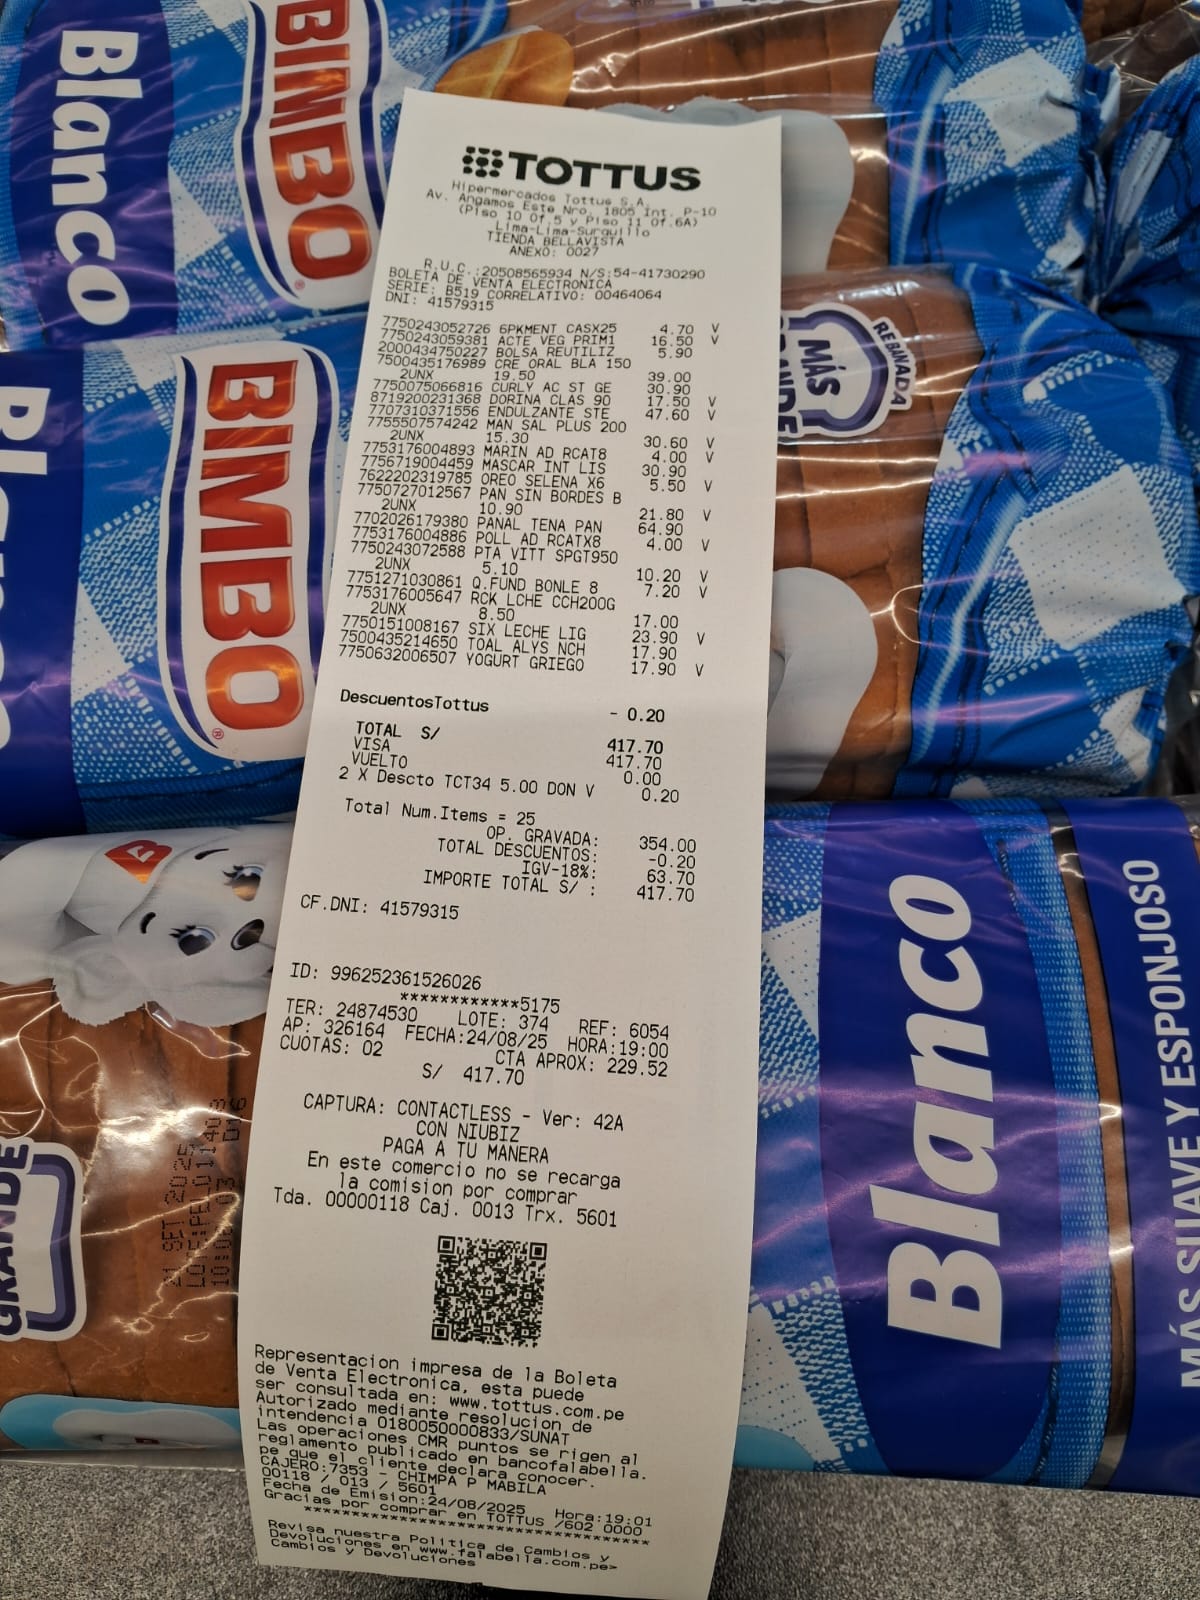 Blanco
BIMBO
TOTTUS
Hipermercados Tottus S.A.
Av. Angamos Este Nro. 1805 Int. P-10
(Piso 10 Of.5 y Piso 11 Of.6A)
Lima-Lima-Surquillo
TIENDA BELLAVISTA
ANEXO: 0027
R.U.C.:20508565934 N/S:54-41730290
BOLETA DE VENTA ELECTRONICA
SERIE: B519 CORRELATIVO: 00464064
DNI: 41579315
7750243052726 6PKMENT CASX25 4.70 V
7750243059381 ACTE VEG PRIM1 16.50 V
2000434750227 BOLSA REUTILIZ 5.90
7500435176989 CRE ORAL BLA 150
2UNX 19.50 39.00
7750075066816 CURLY AC ST GE 30.90
8719200231368 DORINA CLAS 90 17.50 V
7707310371556 ENDULZANTE STE 47.60 V
7755507574242 MAN SAL PLUS 200
2UNX 15.30 30.60 V
7753176004893 MARIN AD RCAT8 4.00 V
7756719004459 MASCAR INT LIS 30.90
7622202319785 OREO SELENA X6 5.50 V
7750727012567 PAN SIN BORDES B
2UNX 10.90 21.80 V
7702026179380 PANAL TENA PAN 64.90
7753176004886 POLL AD RCATX8 4.00 V
7750243072588 PTA VITT SPGT950
2UNX 5.10 10.20 V
7751271030861 Q.FUND BONLE 8 7.20 V
7753176005647 RCK LCHE CCH200G
2UNX 8.50 17.00
7750151008167 SIX LECHE LIG 23.90 V
7500435214650 TOAL ALYS NCH 17.90
7750632006507 YOGURT GRIEGO 17.90 V
DescuentosTottus - 0.20
TOTAL S/ 417.70
VISA 417.70
VUELTO 0.00
2 X Descto TCT34 5.00 DON V 0.20
Total Num.Items = 25
OP. GRAVADA: 354.00
TOTAL DESCUENTOS: -0.20
IGV-18%: 63.70
IMPORTE TOTAL S/ : 417.70
CF.DNI: 41579315
ID: 996252361526026
************5175
TER: 24874530 LOTE: 374 REF: 6054
AP: 326164 FECHA:24/08/25 HORA:19:00
CUOTAS: 02 CTA APROX: 229.52
S/ 417.70
CAPTURA: CONTACTLESS - Ver: 42A
CON NIUBIZ
PAGA A TU MANERA
En este comercio no se recarga
la comision por comprar
Tda. 00000118 Caj. 0013 Trx. 5601
Representacion impresa de la Boleta
de Venta Electronica, esta puede
ser consultada en: www.tottus.com.pe
Autorizado mediante resolucion de
intendencia 0180050000833/SUNAT
Las operaciones CMR puntos se rigen al
reglamento publicado en bancofalabella.
pe que el cliente declara conocer.
CAJERO:7353 - CHIMPA P MABILA
00118 / 013 / 5601
Fecha de Emision:24/08/2025 Hora:19:01
Gracias por comprar en TOTTUS /602 0000
************************************
Revisa nuestra Politica de Cambios y
Devoluciones en www.falabella.com.pe>
Cambios y Devoluciones
MÁS
REBANADA
BIMBO
GRANDE
21 SET 2025
Blanco
MÁS SUAVE Y ESPONJOSO